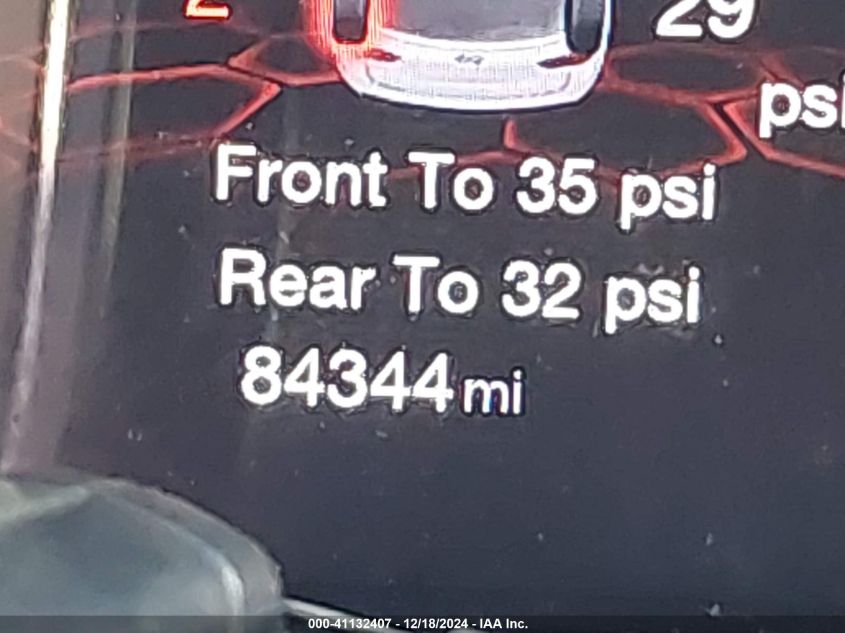 2 29
psi
Front To 35 psi
Rear To 32 psi
84344 mi
000-41132407 - 12/18/2024 - IAA Inc.